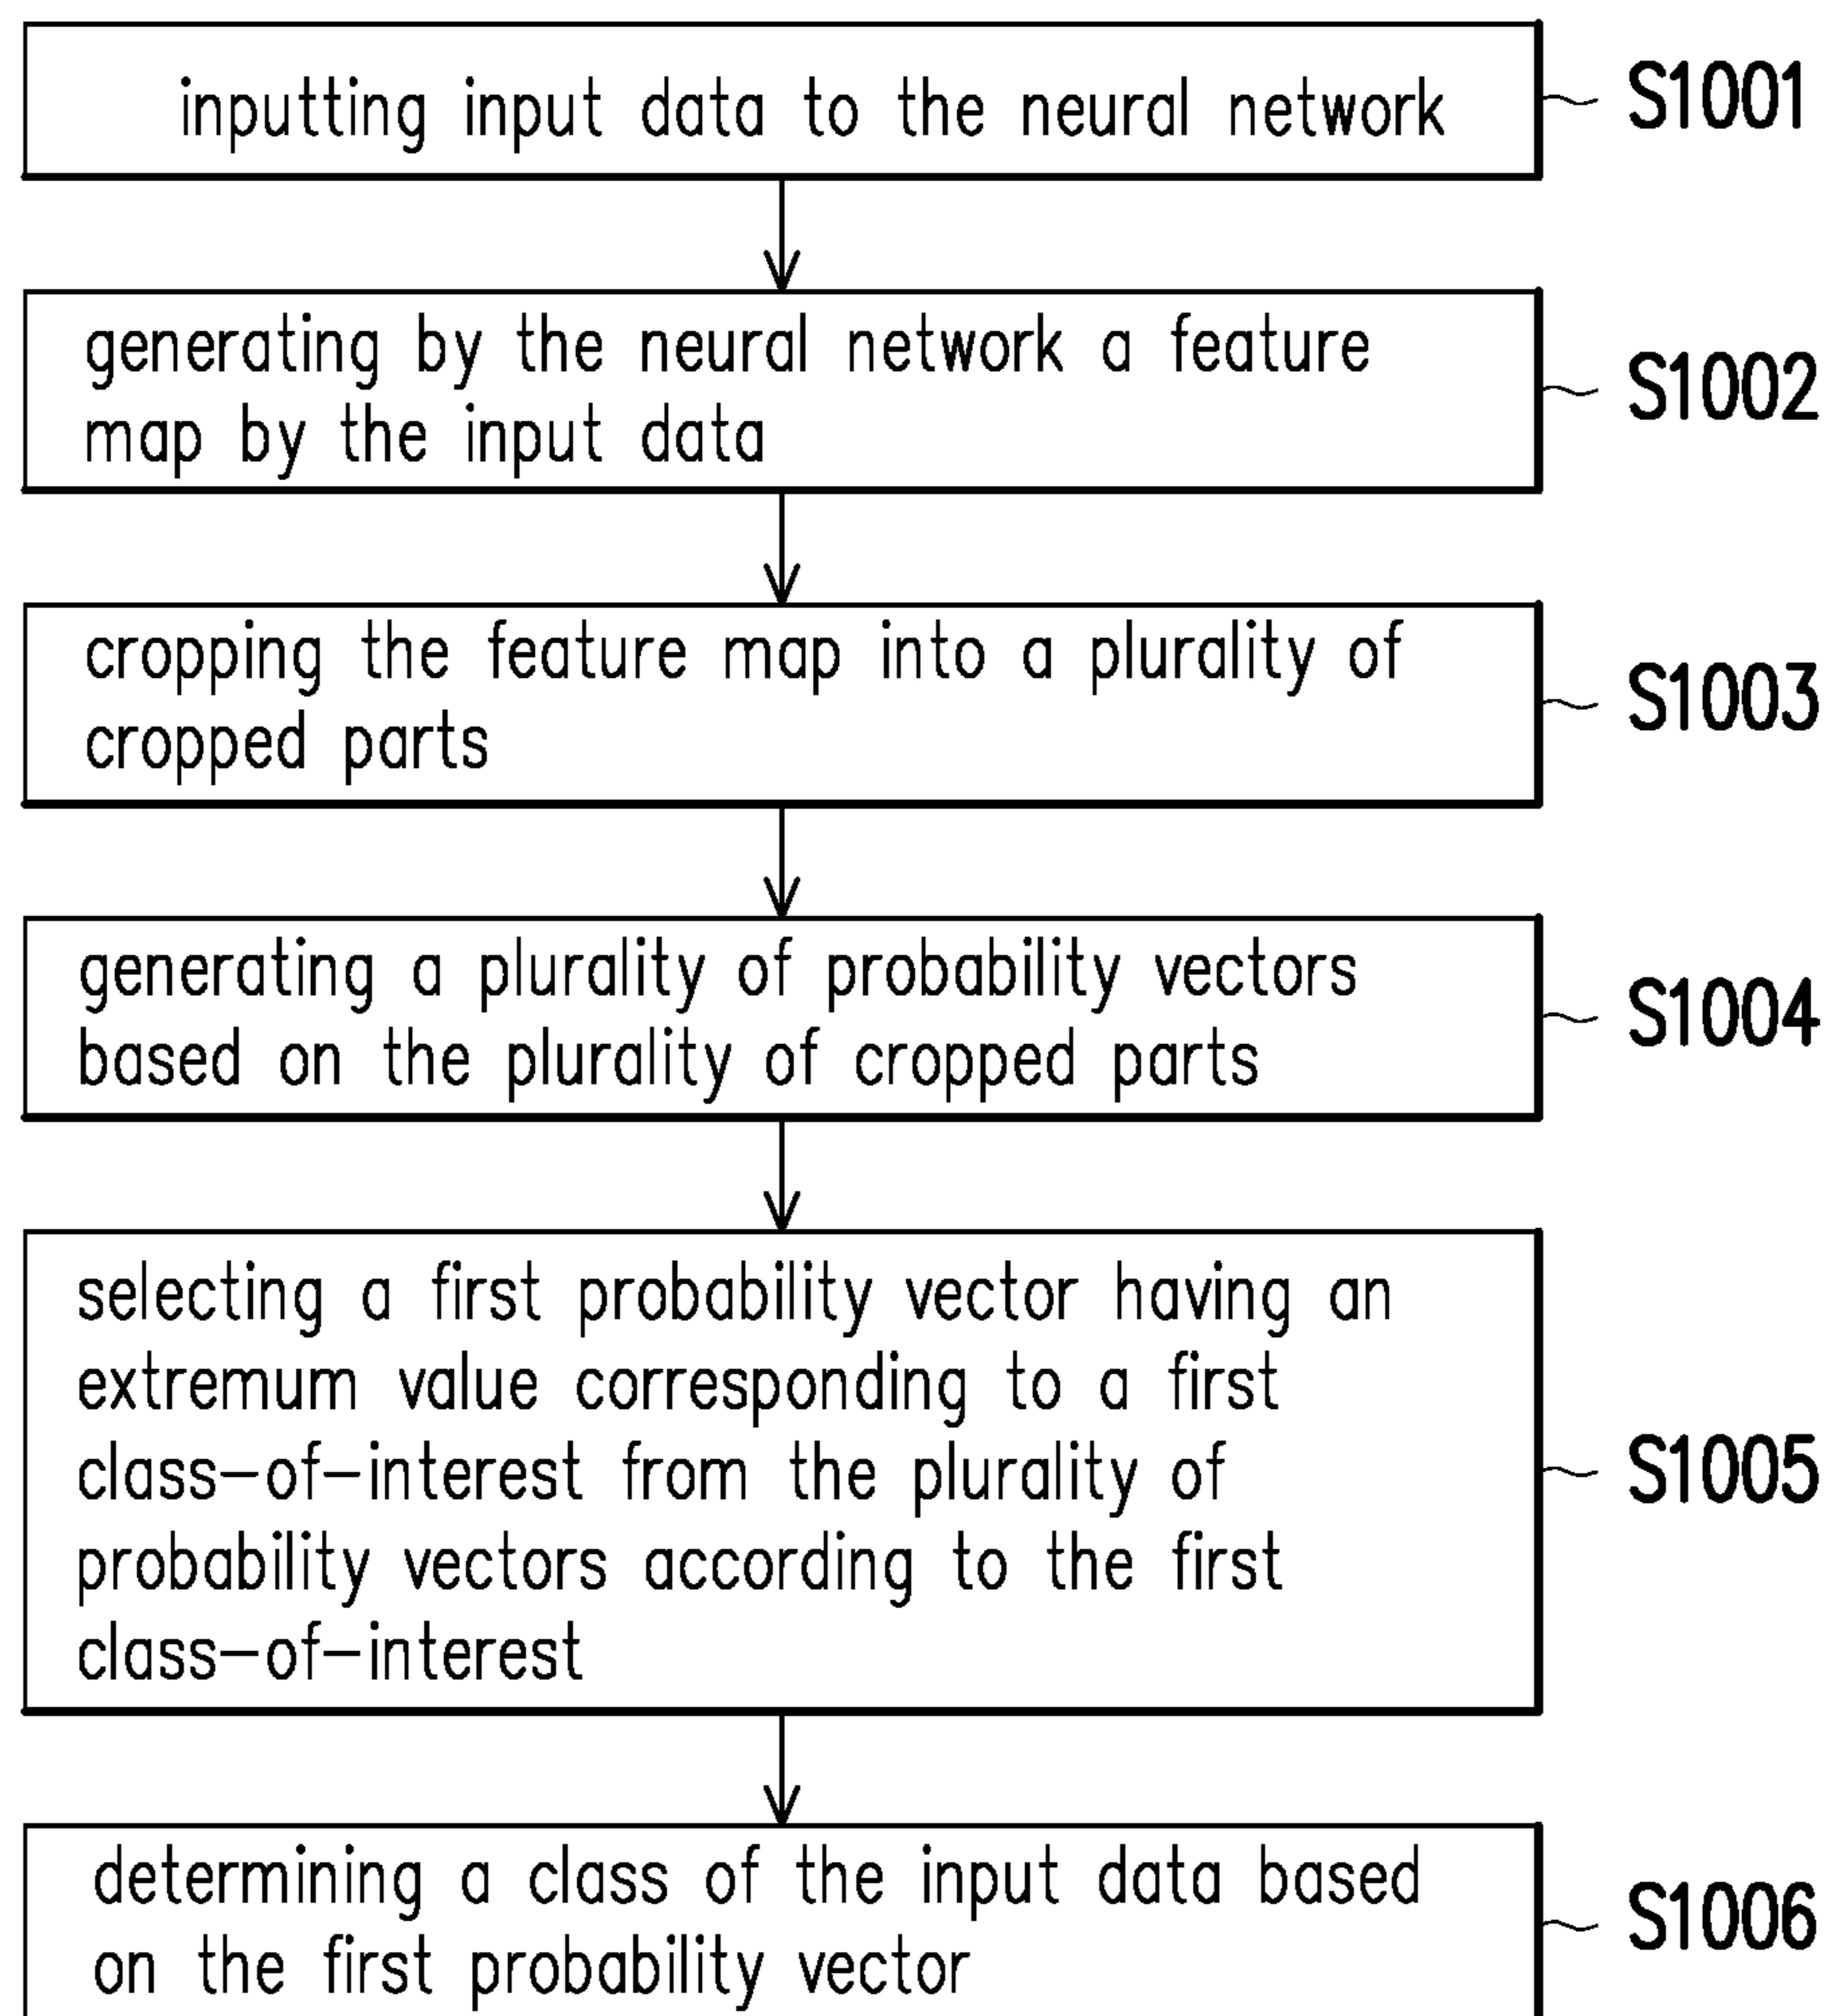 inputting input data to the neural network
S1001
generating by the neural network a feature
map by the input data
S1002
cropping the feature map into a plurality of
cropped parts
S1003
generating a plurality of probability vectors
based on the plurality of cropped parts
S1004
selecting a first probability vector having an
extremum value corresponding to a first
class-of-interest from the plurality of
probability vectors according to the first
class-of-interest
S1005
determining a class of the input data based
on the first probability vector
S1006